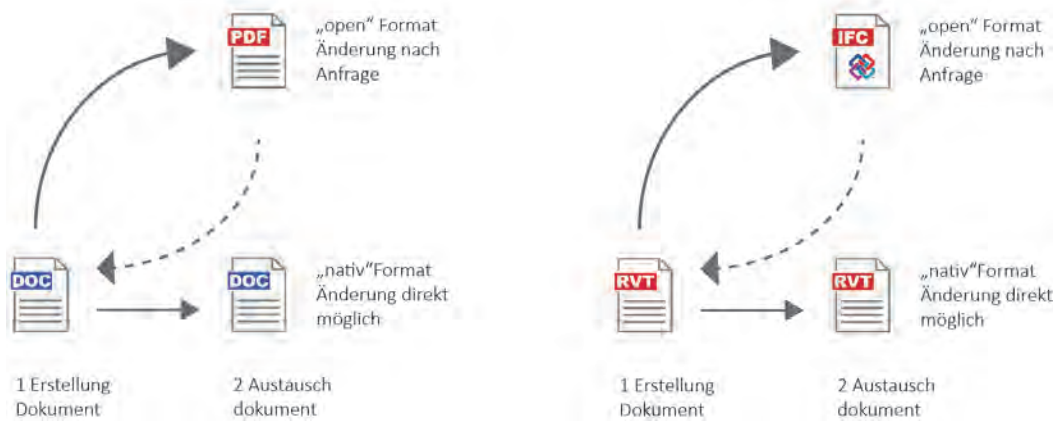 PDF
„open“ Format
Änderung nach
Anfrage
DOC
DOC
„nativ“Format
Änderung direkt
möglich
1 Erstellung
Dokument
2 Austausch
dokument
IFC
„open“ Format
Änderung nach
Anfrage
RVT
RVT
„nativ“Format
Änderung direkt
möglich
1 Erstellung
Dokument
2 Austausch
dokument